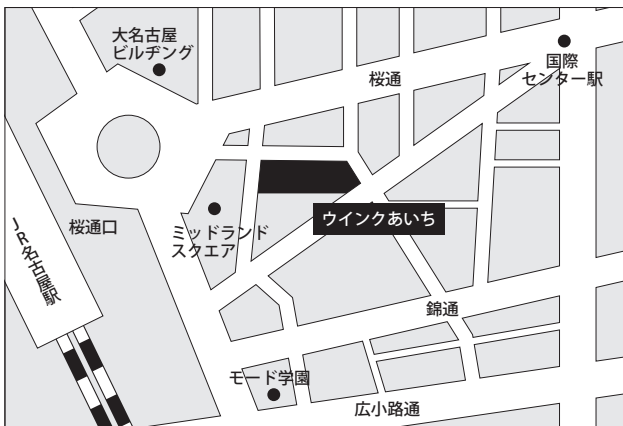 大名古屋
ビルヂング
国際
センター駅
桜通
ウインクあいち
桜通口
ミッドランド
スクエア
JR名古屋駅
錦通
モード学園
広小路通